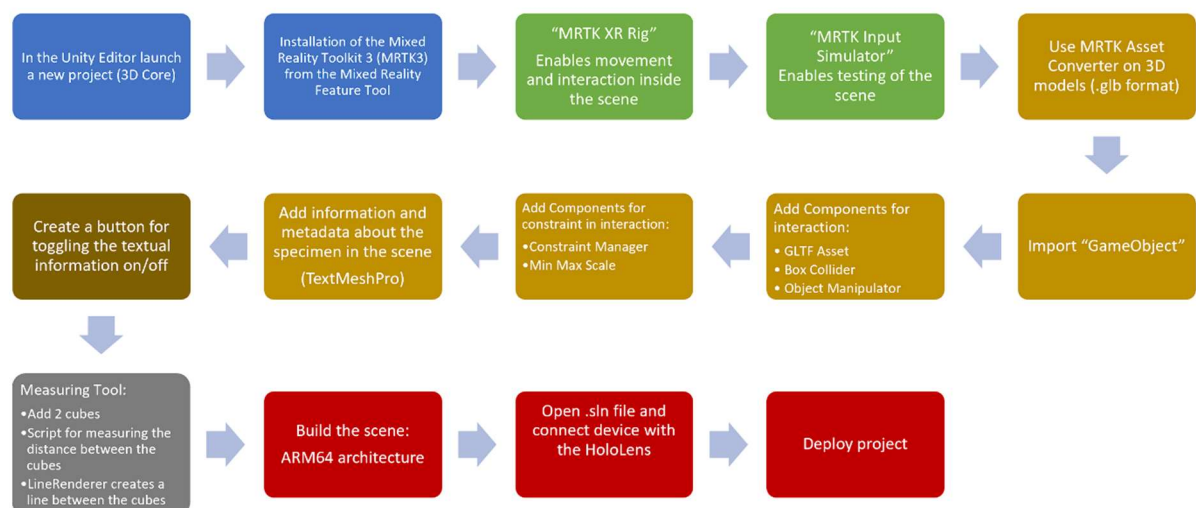 In the Unity Editor launch
a new project (3D Core)
Installation of the Mixed
Reality Toolkit 3 (MRTK3)
from the Mixed Reality
Feature Tool
“MRTK XR Rig”
Enables movement
and interaction inside
the scene
“MRTK Input
Simulator”
Enables testing of the
scene
Use MRTK Asset
Converter on 3D
models (.glb format)
Import “GameObject”
Add Components for
interaction:
• GLTF Asset
• Box Collider
• Object Manipulator
Add Components for
constraint in interaction:
•Constraint Manager
•Min Max Scale
Add information and
metadata about the
specimen in the scene
(TextMeshPro)
Create a button for
toggling the textual
information on/off
Measuring Tool:
•Add 2 cubes
•Script for measuring the
distance between the
cubes
•LineRenderer creates a
line between the cubes
Build the scene:
ARM64 architecture
Open .sln file and
connect device with
the HoloLens
Deploy project